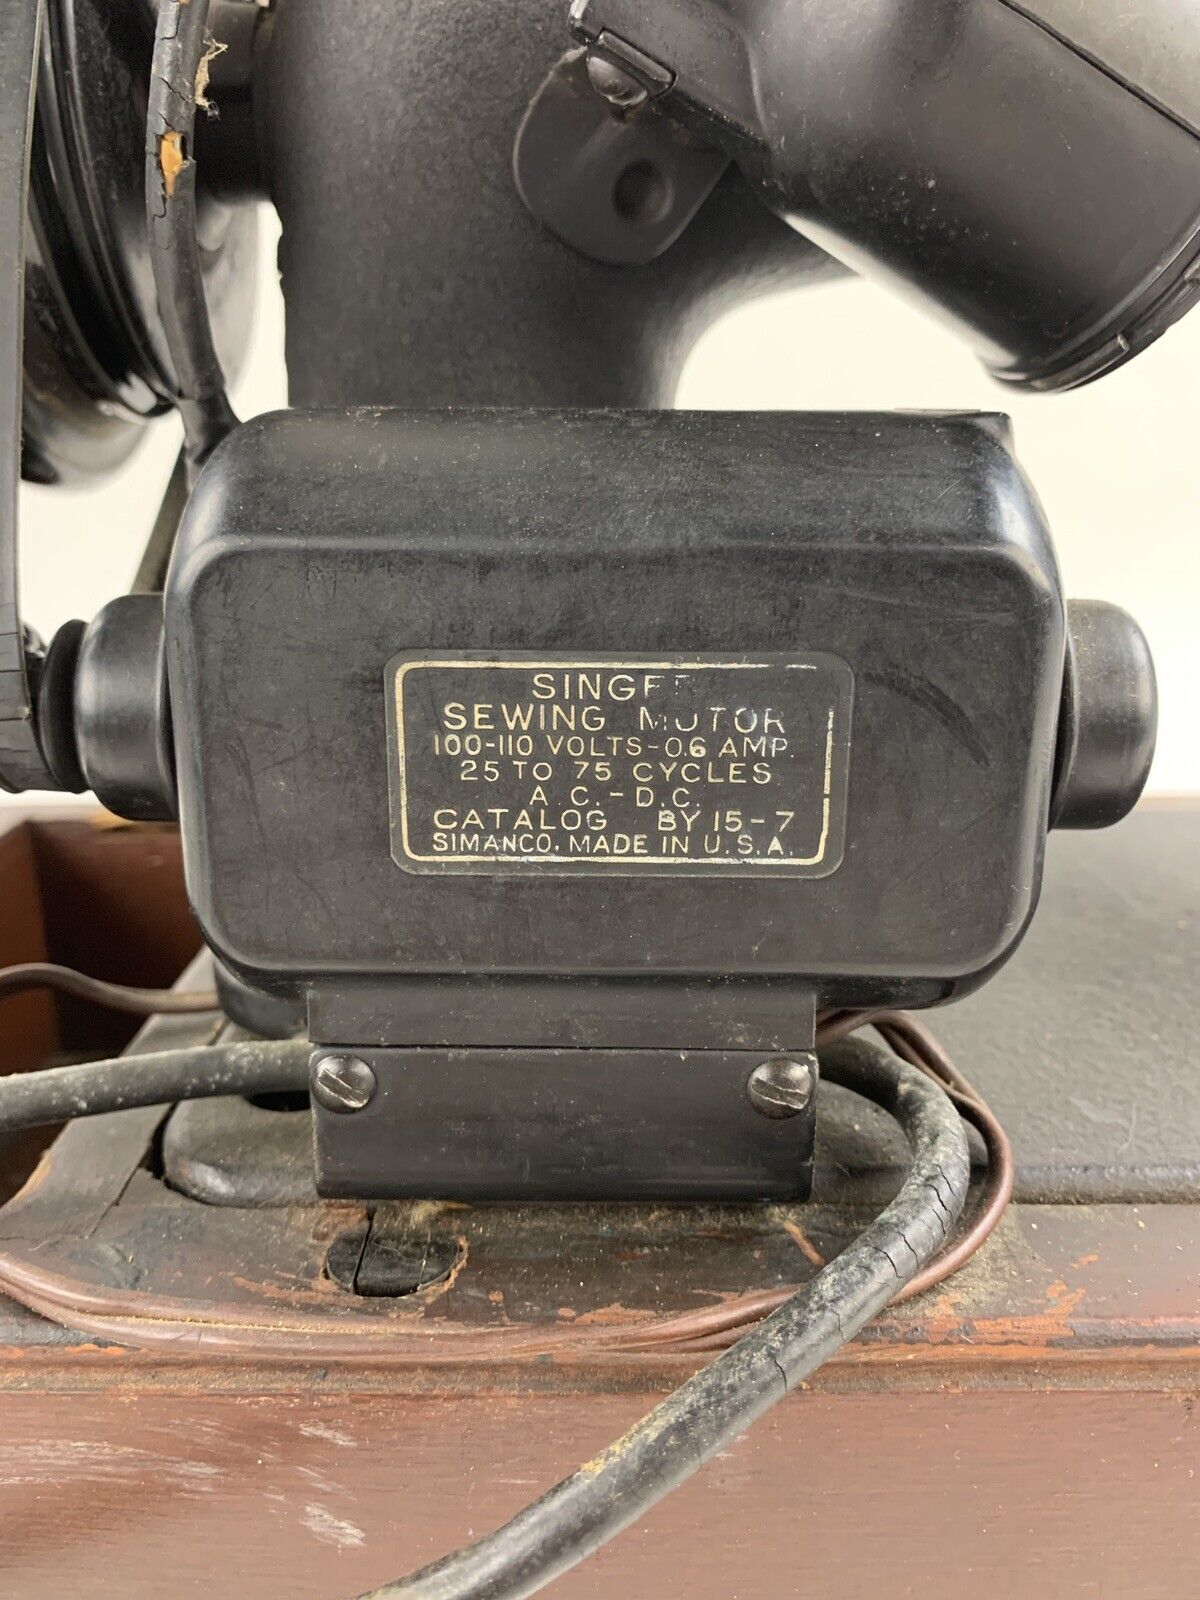 SINGER
SEWING MOTOR
100-110 VOLTS-0.6 AMP.
25 TO 75 CYCLES
A.C.-D.C.
CATALOG BY 15-7
SIMANCO. MADE IN U.S.A.